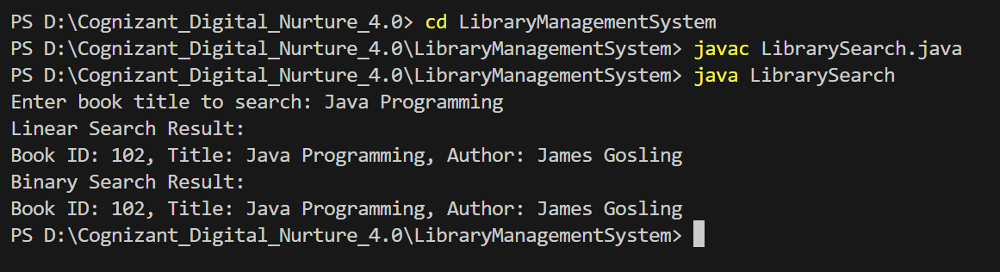 PS D:\Cognizant_Digital_Nurture_4.0> cd LibraryManagementSystem
PS D:\Cognizant_Digital_Nurture_4.0\LibraryManagementSystem> javac LibrarySearch.java
PS D:\Cognizant_Digital_Nurture_4.0\LibraryManagementSystem> java LibrarySearch
Enter book title to search: Java Programming
Linear Search Result:
Book ID: 102, Title: Java Programming, Author: James Gosling
Binary Search Result:
Book ID: 102, Title: Java Programming, Author: James Gosling
PS D:\Cognizant_Digital_Nurture_4.0\LibraryManagementSystem>